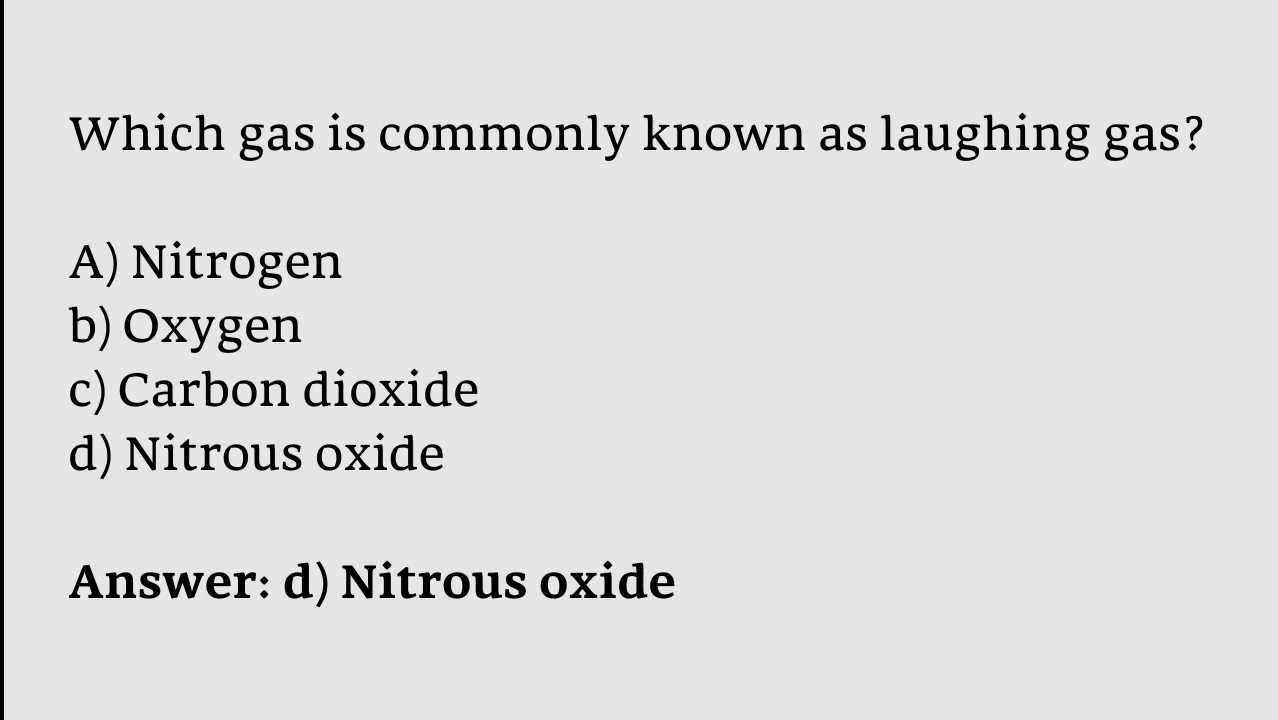 Which gas is commonly known as laughing gas?
A) Nitrogen
b) Oxygen
c) Carbon dioxide
d) Nitrous oxide
Answer: d) Nitrous oxide